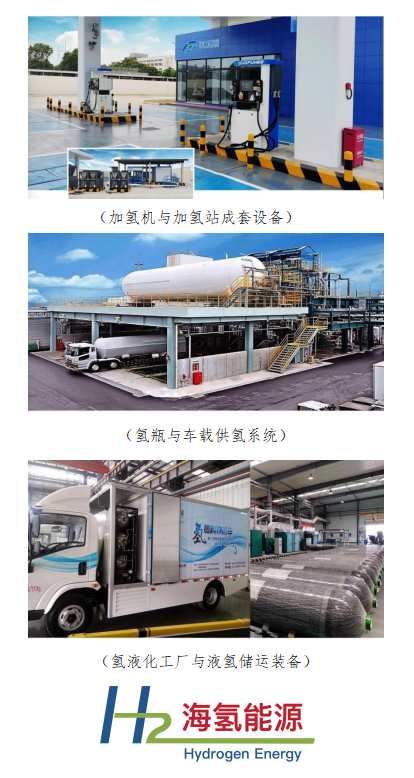 （加氢机与加氢站成套设备）
（氢瓶与车载供氢系统）
氢
（氢液化工厂与液氢储运装备）
H2 海氢能源
Hydrogen Energy